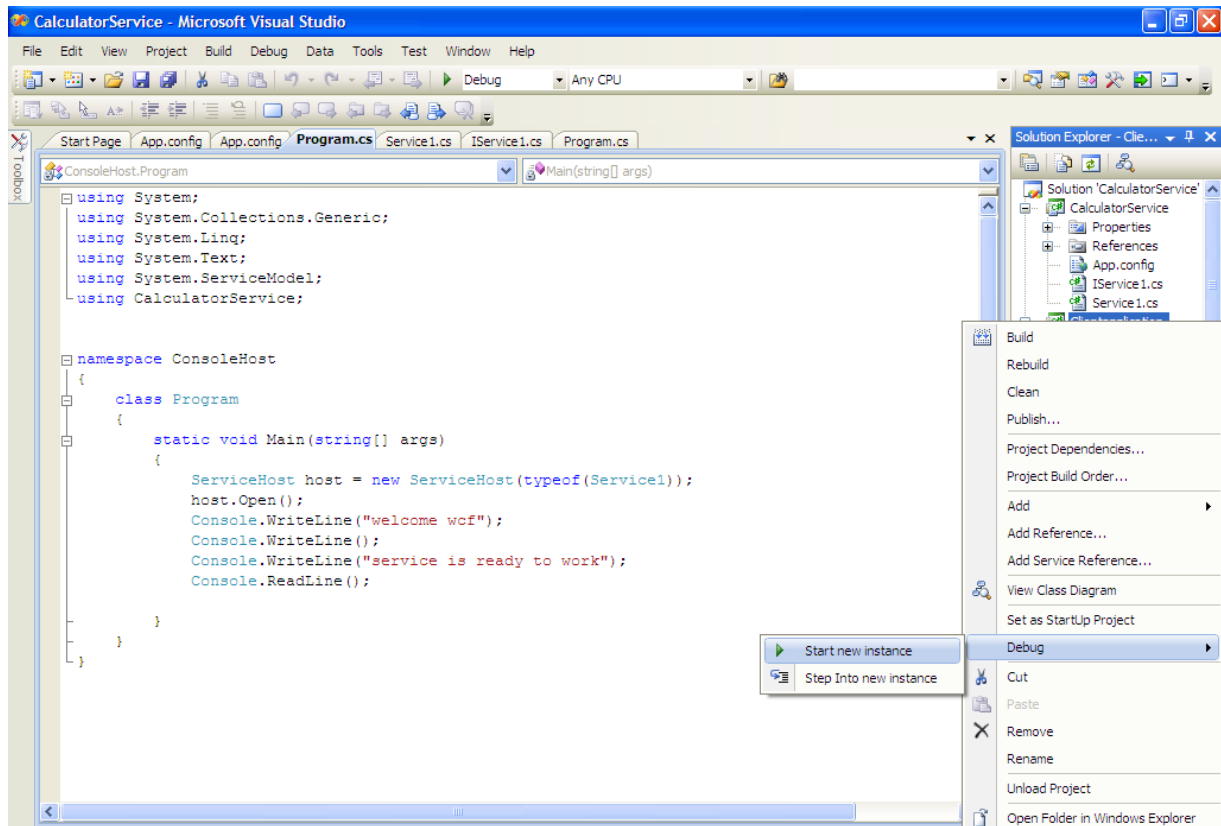 CalculatorService - Microsoft Visual Studio
File Edit View Project Build Debug Data Tools Test Window Help
Debug Any CPU
Start Page App.config App.config Program.cs Service1.cs IService1.cs Program.cs
Solution Explorer - Clie...
Toolbox
ConsoleHost.Program Main(string[] args)
using System;
using System.Collections.Generic;
using System.Linq;
using System.Text;
using System.ServiceModel;
using CalculatorService;
namespace ConsoleHost
{
class Program
{
static void Main(string[] args)
{
ServiceHost host = new ServiceHost(typeof(Service1));
host.Open();
Console.WriteLine("welcome wcf");
Console.WriteLine();
Console.WriteLine("service is ready to work");
Console.ReadLine();
}
}
}
Solution 'CalculatorService'
CalculatorService
Properties
References
App.config
IService1.cs
Service1.cs
Build
Rebuild
Clean
Publish...
Project Dependencies...
Project Build Order...
Add
Add Reference...
Add Service Reference...
View Class Diagram
Set as StartUp Project
Debug
Start new instance
Step Into new instance
Cut
Paste
Remove
Rename
Unload Project
Open Folder in Windows Explorer